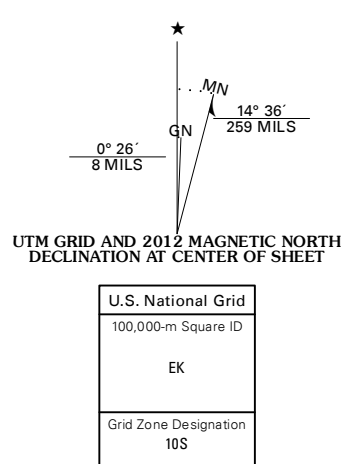 ★
MN
14° 36´
259 MILS
GN
0° 26´
8 MILS
UTM GRID AND 2012 MAGNETIC NORTH
DECLINATION AT CENTER OF SHEET
U.S. National Grid
100,000-m Square ID
EK
Grid Zone Designation
10S